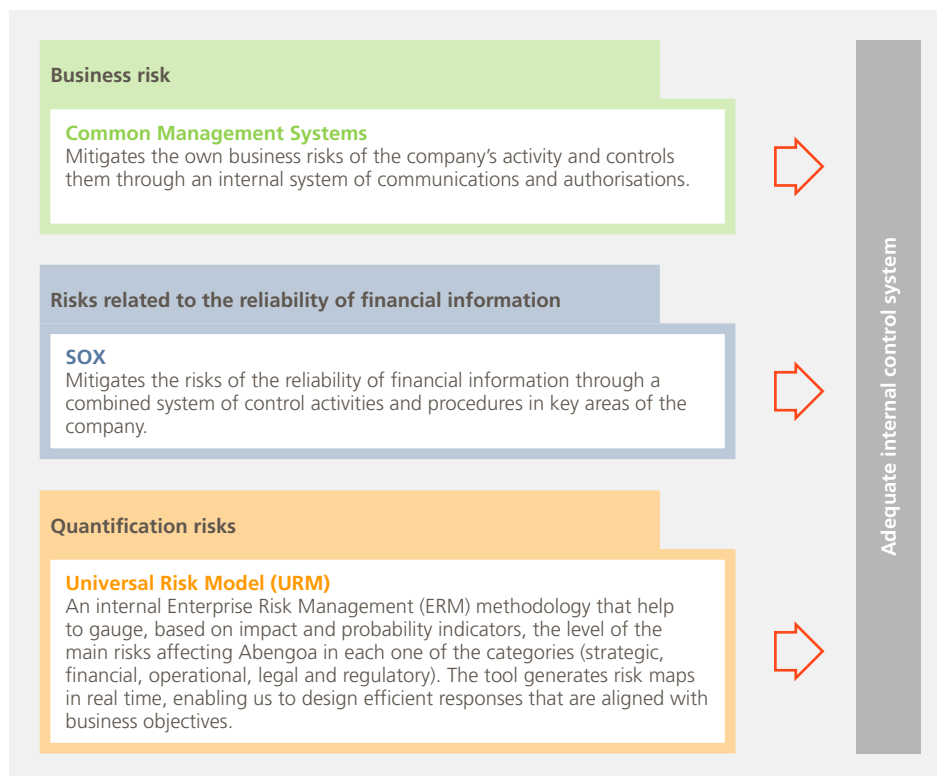 Business risk
Common Management Systems
Mitigates the own business risks of the company's activity and controls
them through an internal system of communications and authorisations.
Risks related to the reliability of financial information
SOX
Mitigates the risks of the reliability of financial information through a
combined system of control activities and procedures in key areas of the
company.
Quantification risks
Universal Risk Model (URM)
An internal Enterprise Risk Management (ERM) methodology that help
to gauge, based on impact and probability indicators, the level of the
main risks affecting Abengoa in each one of the categories (strategic,
financial, operational, legal and regulatory). The tool generates risk maps
in real time, enabling us to design efficient responses that are aligned with
business objectives.
Adequate internal control system